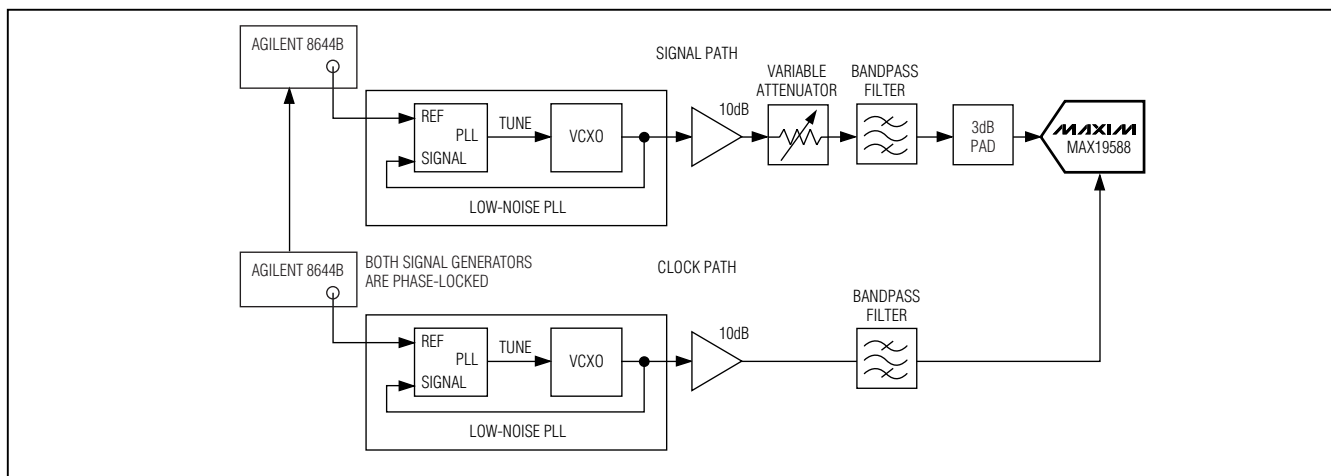 AGILENT 8644B
SIGNAL PATH
VARIABLE
ATTENUATOR
BANDPASS
FILTER
10dB
REF
PLL
SIGNAL
TUNE
VCXO
3dB
PAD
MAXIM
MAX19588
LOW-NOISE PLL
AGILENT 8644B
BOTH SIGNAL GENERATORS
ARE PHASE-LOCKED
CLOCK PATH
BANDPASS
FILTER
10dB
REF
PLL
SIGNAL
TUNE
VCXO
LOW-NOISE PLL